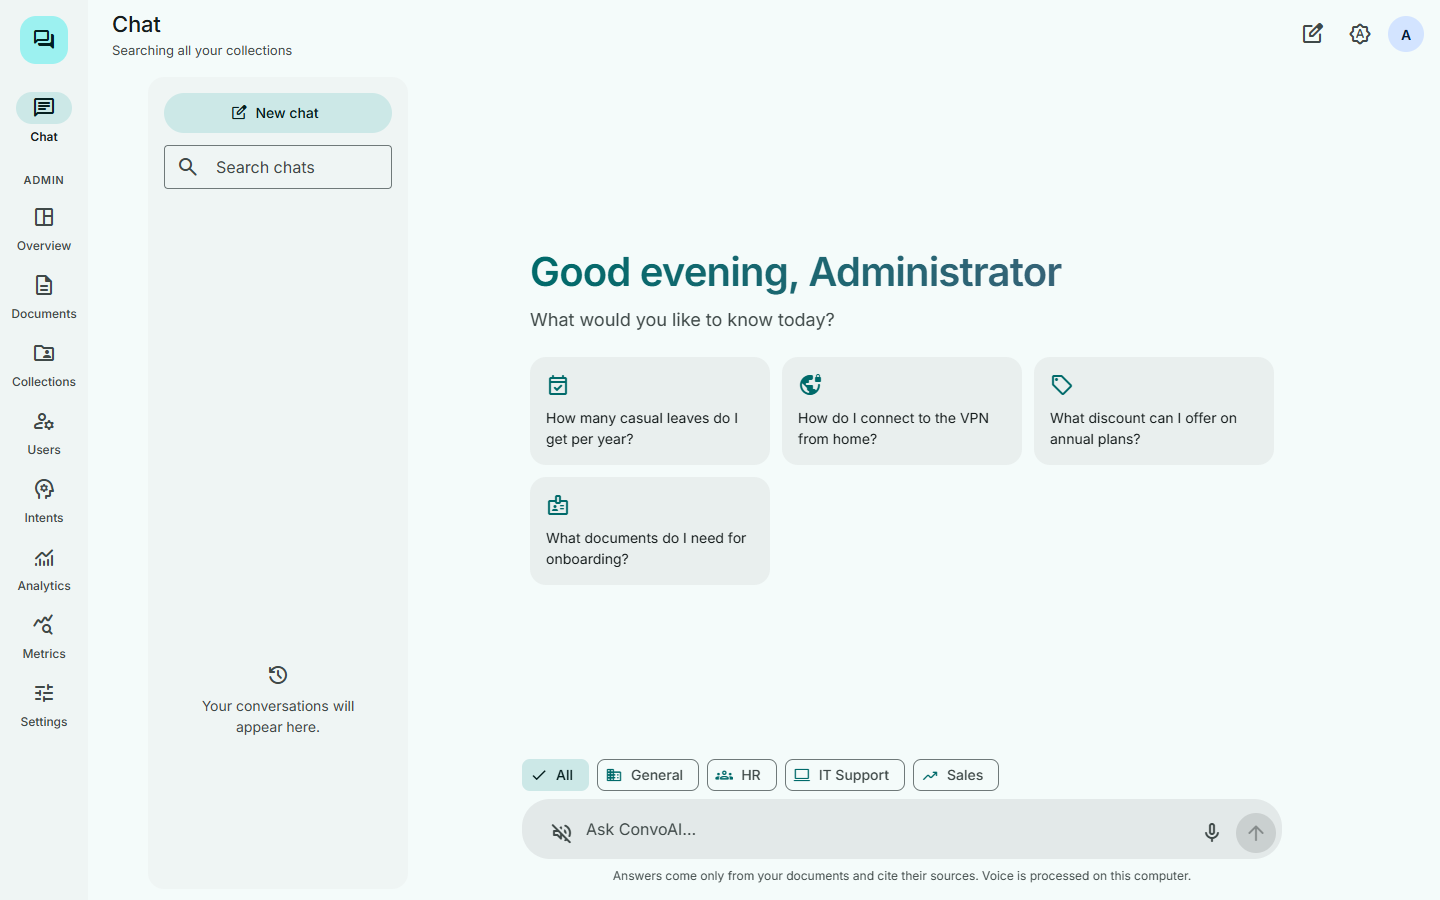 Chat
Searching all your collections
A
Chat
ADMIN
Overview
Documents
Collections
Users
Intents
Analytics
Metrics
Settings
New chat
Search chats
Your conversations will
appear here.
Good evening, Administrator
What would you like to know today?
How many casual leaves do I
get per year?
How do I connect to the VPN
from home?
What discount can I offer on
annual plans?
What documents do I need for
onboarding?
All
General
HR
IT Support
Sales
Ask ConvoAI...
Answers come only from your documents and cite their sources. Voice is processed on this computer.